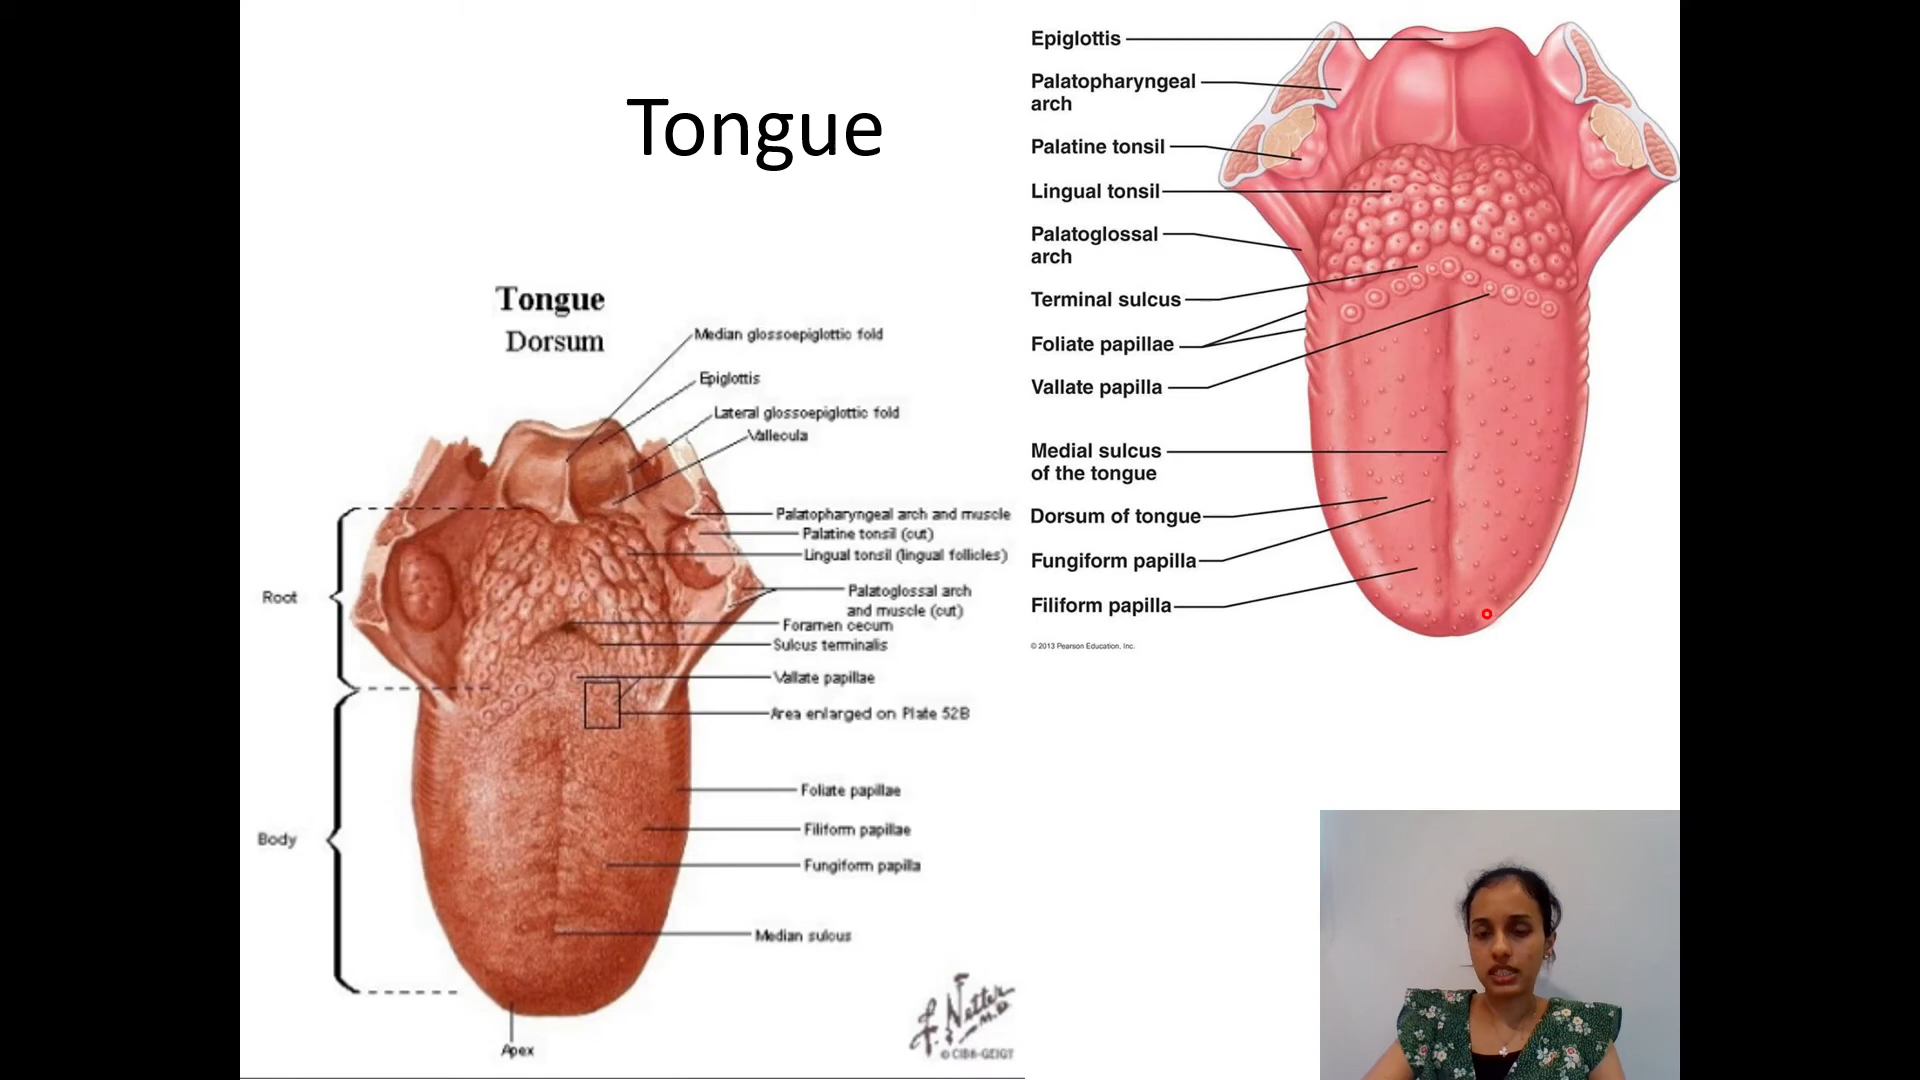 Tongue
Tongue
Dorsum
Median glossoepiglottic fold
Epiglottis
Lateral glossoepiglottic fold
Vallecula
Palatopharyngeal arch and muscle
Palatine tonsil (cut)
Lingual tonsil (lingual follicles)
Palatoglossal arch
and muscle (cut)
Foramen cecum
Sulcus terminalis
Vallate papillae
Area enlarged on Plate 52B
Foliate papillae
Filiform papillae
Fungiform papilla
Median sulcus
Root
Body
Apex
F. Netter
M.D.
© CIBA-GEIGY
Epiglottis
Palatopharyngeal
arch
Palatine tonsil
Lingual tonsil
Palatoglossal
arch
Terminal sulcus
Foliate papillae
Vallate papilla
Medial sulcus
of the tongue
Dorsum of tongue
Fungiform papilla
Filiform papilla
© 2013 Pearson Education, Inc.